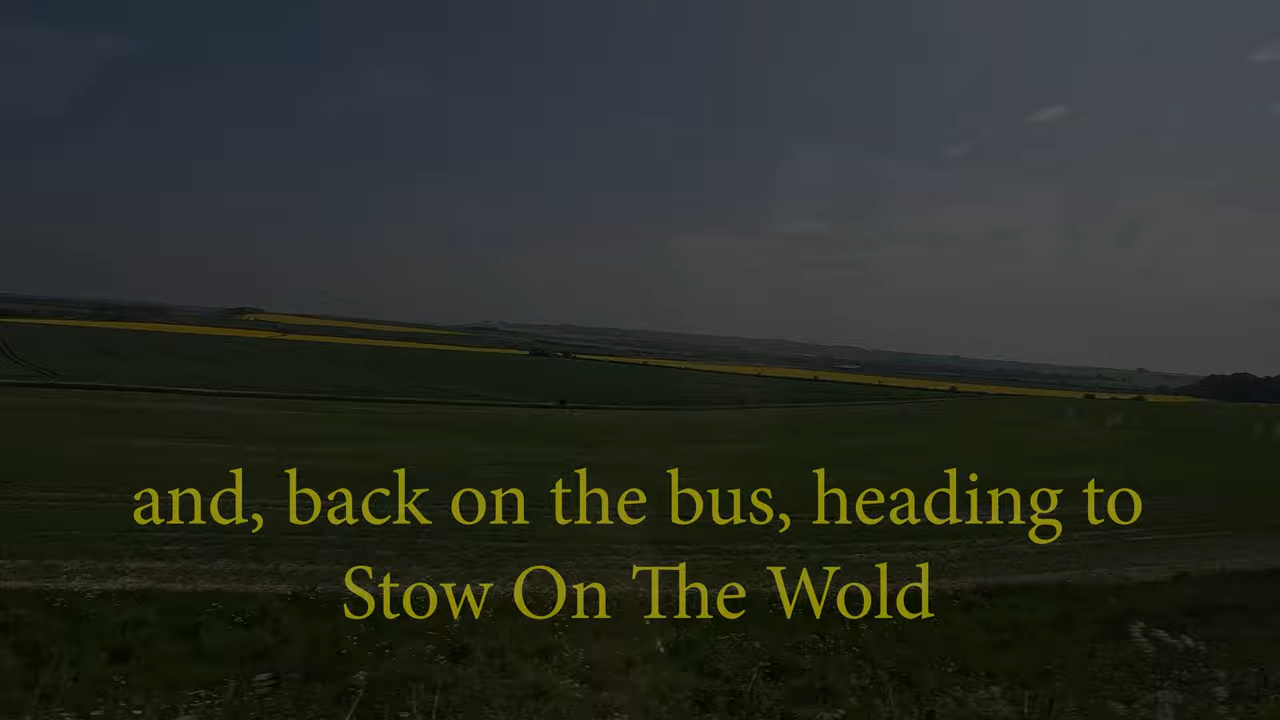 and, back on the bus, heading to
Stow On The Wold